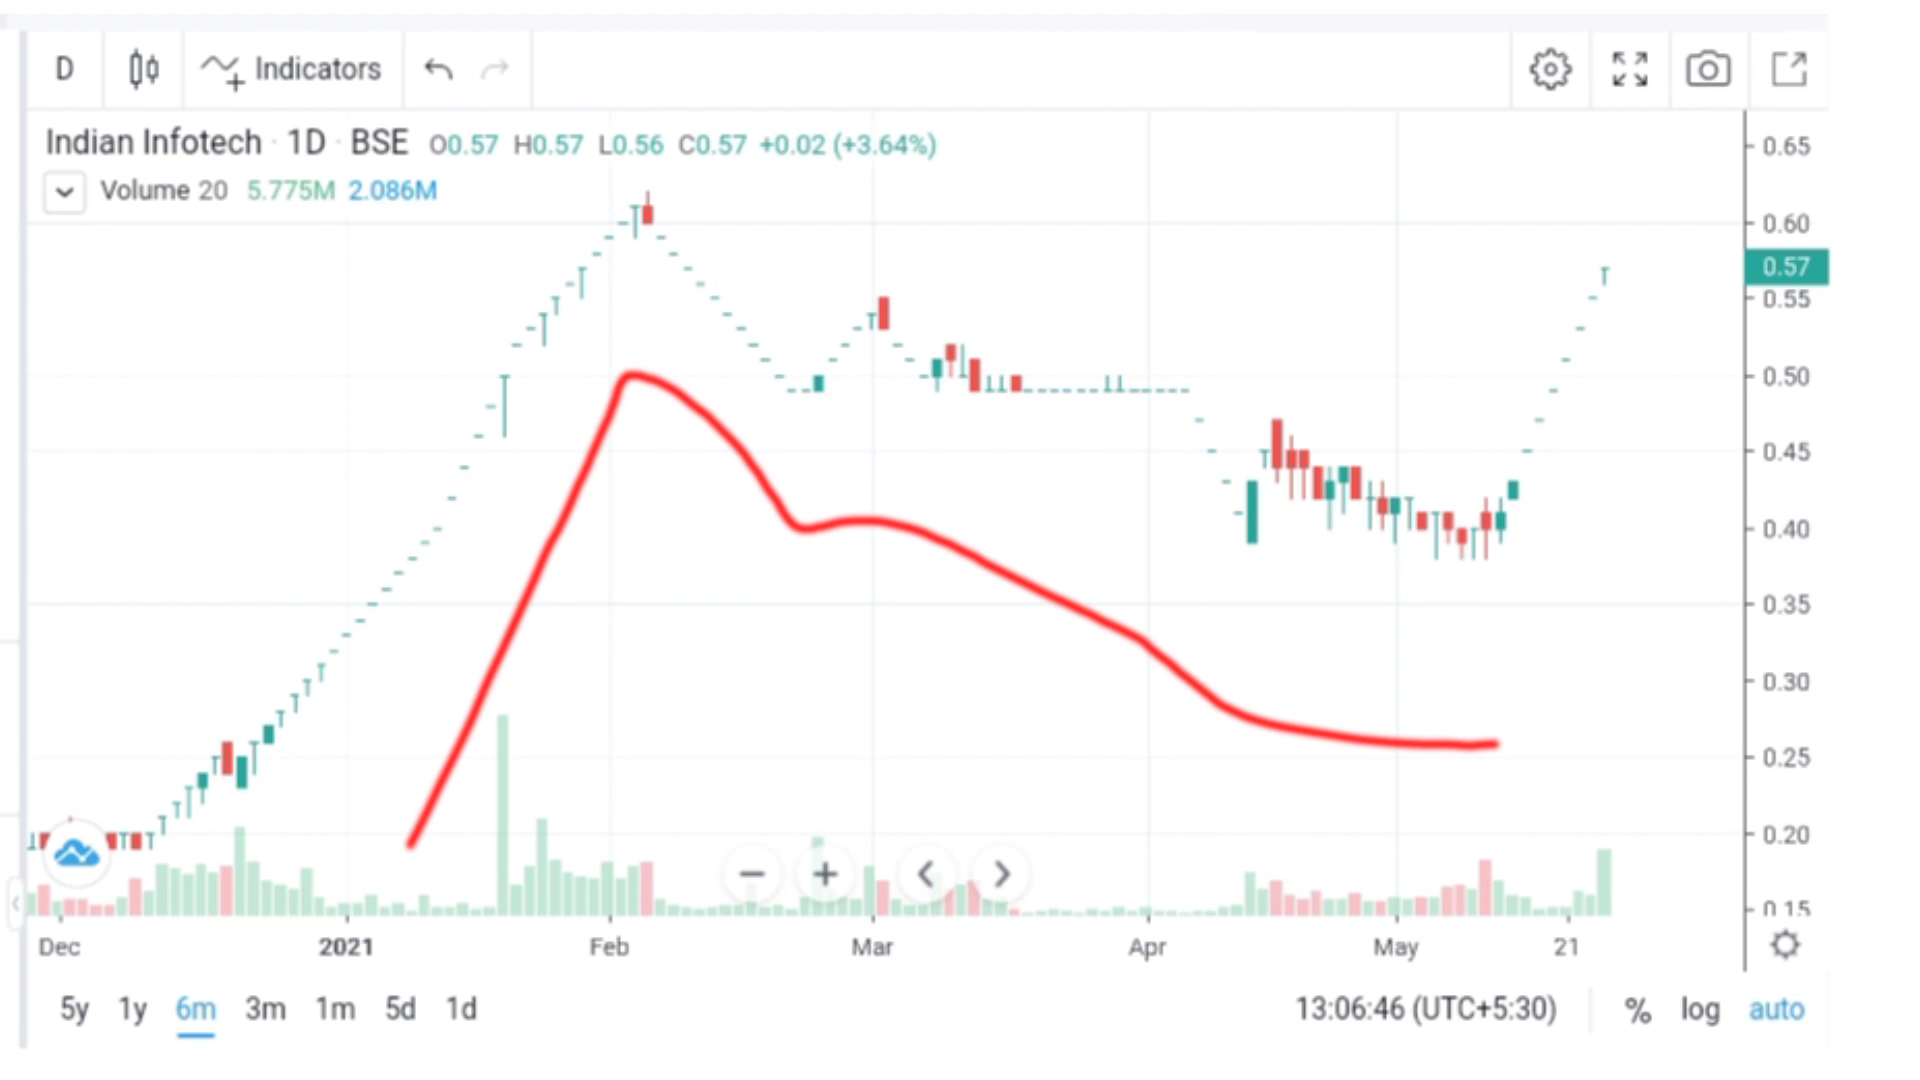 D Indicators
Indian Infotech · 1D · BSE O0.57 H0.57 L0.56 C0.57 +0.02 (+3.64%)
Volume 20 5.775M 2.086M
0.65
0.60
0.57
0.55
0.50
0.45
0.40
0.35
0.30
0.25
0.20
0.15
Dec 2021 Feb Mar Apr May 21
5y 1y 6m 3m 1m 5d 1d 13:06:46 (UTC+5:30) % log auto